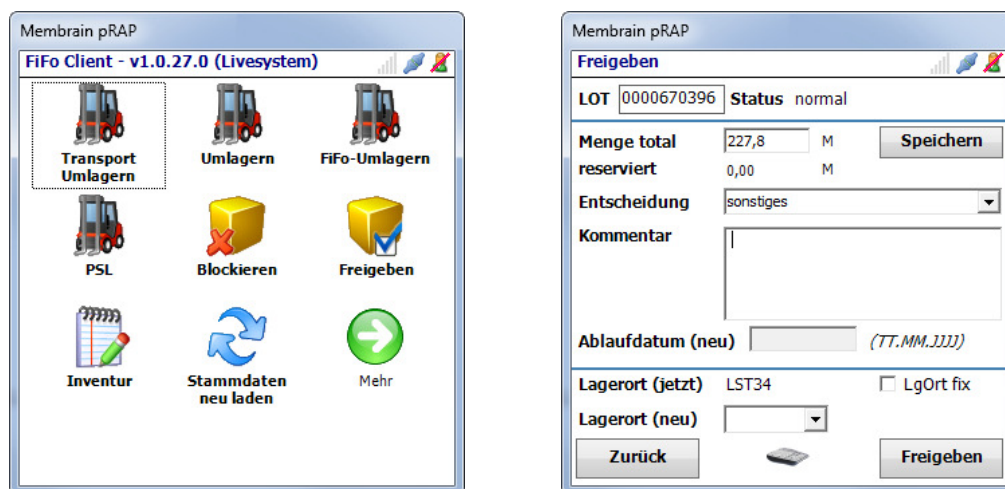 Membrain pRAP
FiFo Client - v1.0.27.0 (Livesystem)
Transport
Umlagern
Umlagern
FiFo-Umlagern
PSL
Blockieren
Freigeben
Inventur
Stammdaten
neu laden
Mehr
Membrain pRAP
Freigeben
LOT 0000670396 Status normal
Menge total 227,8 M Speichern
reserviert 0,00 M
Entscheidung sonstiges
Kommentar
Ablaufdatum (neu) (TT.MM.JJJJ)
Lagerort (jetzt) LST34 LgOrt fix
Lagerort (neu)
Zurück Freigeben